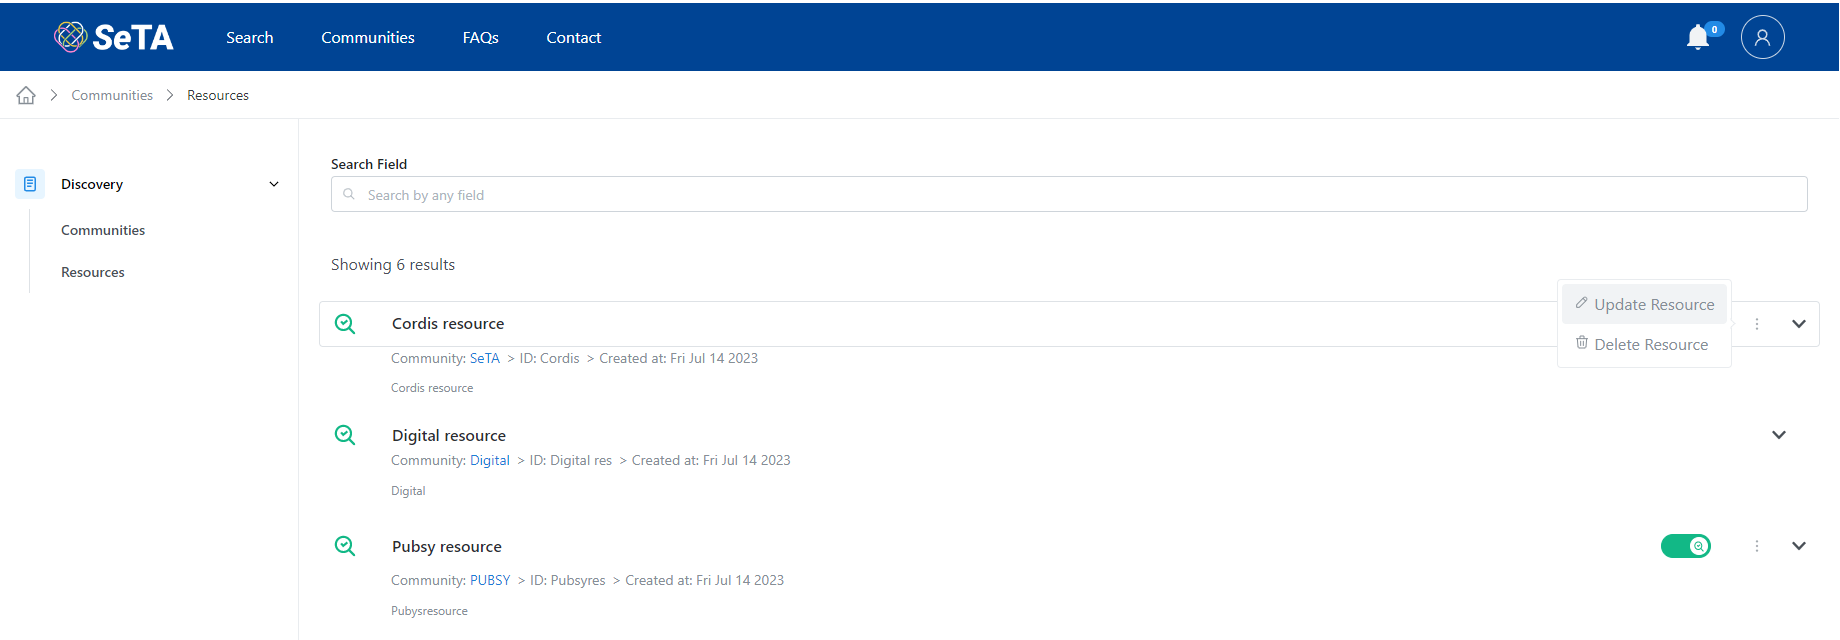 SeTA Search Communities FAQs Contact 0
Communities Resources
Discovery
Communities
Resources
Search Field
Search by any field
Showing 6 results
Update Resource
Delete Resource
Cordis resource
Community: SeTA > ID: Cordis > Created at: Fri Jul 14 2023
Cordis resource
Digital resource
Community: Digital > ID: Digital res > Created at: Fri Jul 14 2023
Digital
Pubsy resource
Community: PUBSY > ID: Pubsyres > Created at: Fri Jul 14 2023
Pubysresource